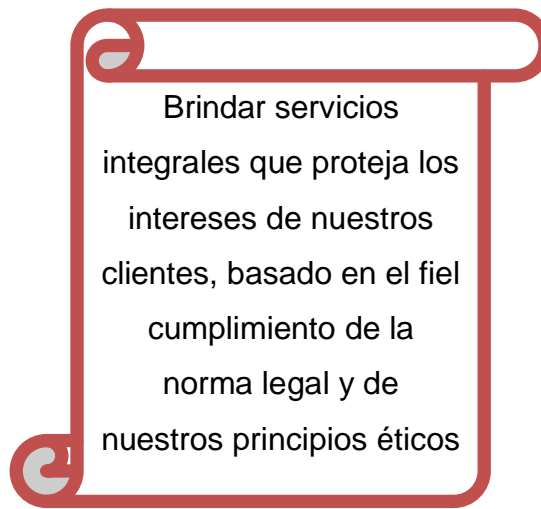 Brindar servicios
integrales que proteja los
intereses de nuestros
clientes, basado en el fiel
cumplimiento de la
norma legal y de
nuestros principios éticos